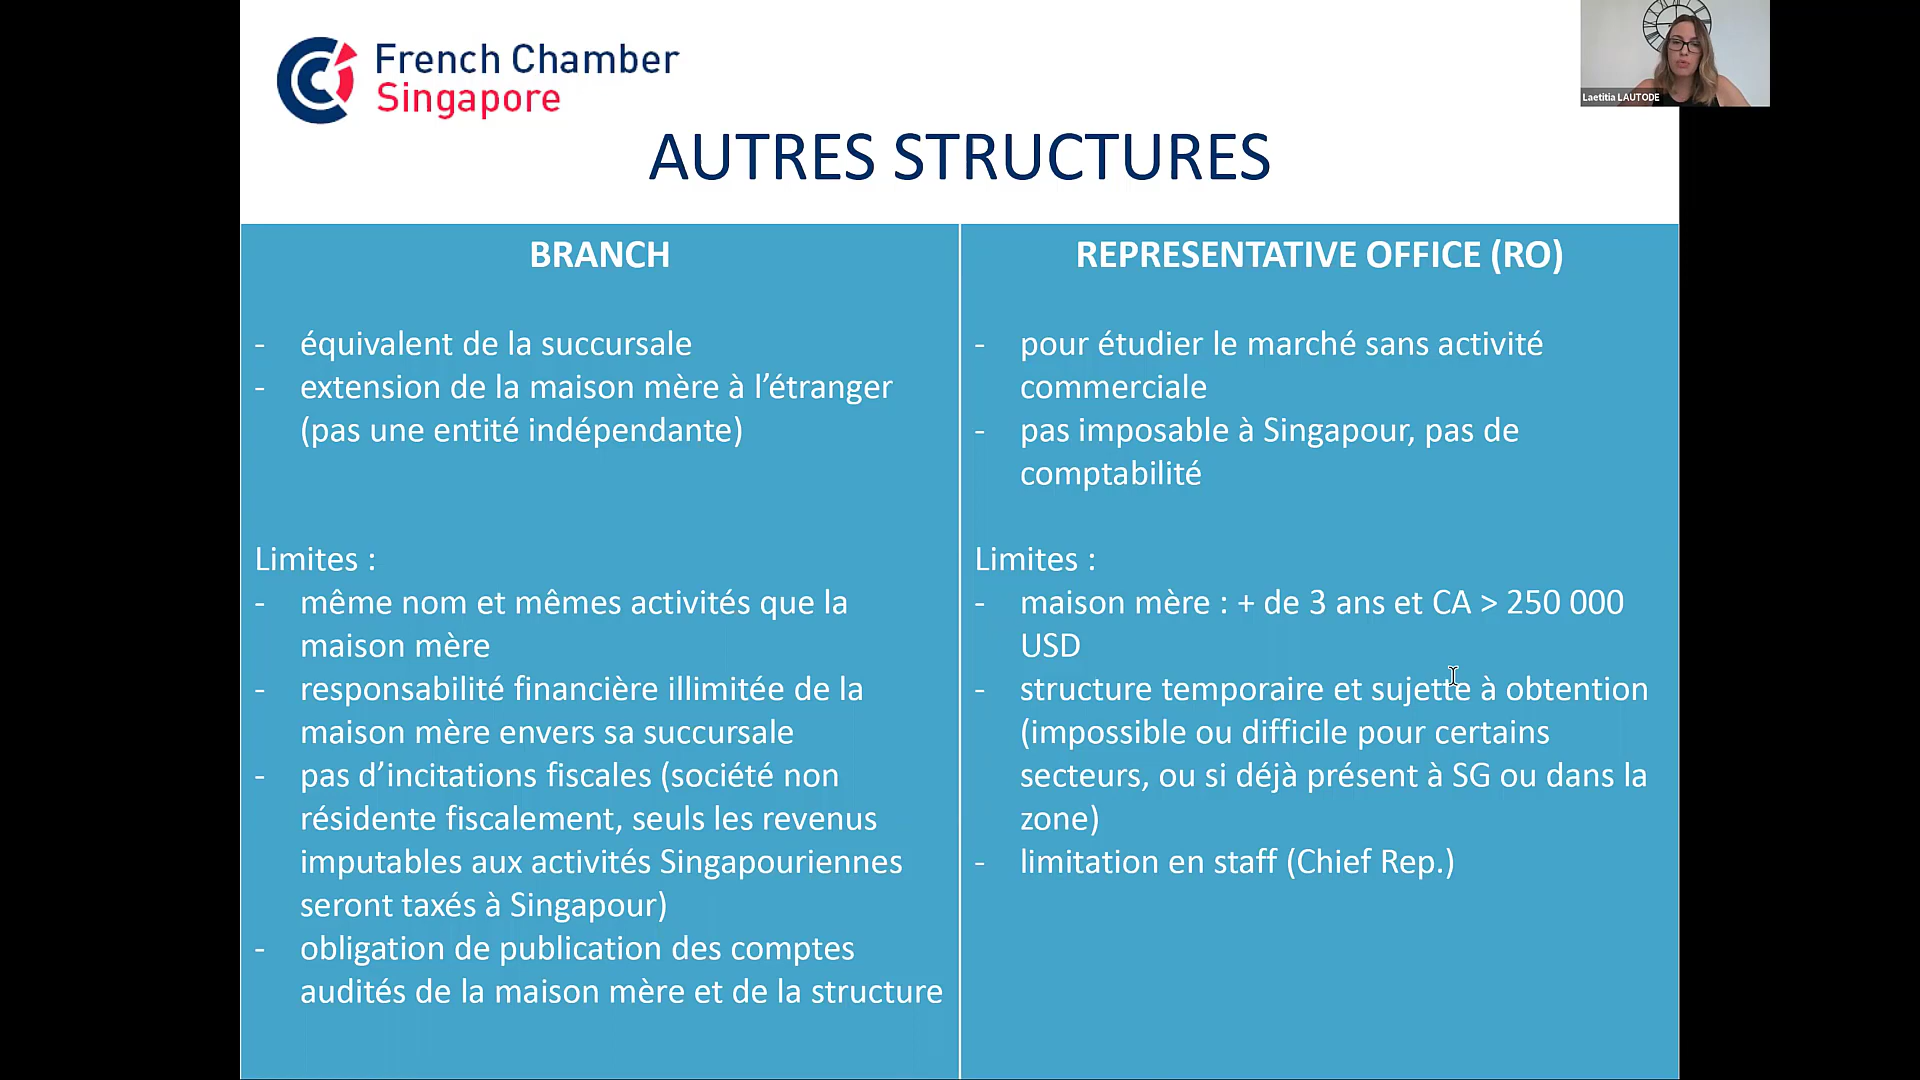 French Chamber
Singapore
Laetitia LAUTODE
AUTRES STRUCTURES
BRANCH
- équivalent de la succursale
- extension de la maison mère à l’étranger
(pas une entité indépendante)
Limites :
- même nom et mêmes activités que la
maison mère
- responsabilité financière illimitée de la
maison mère envers sa succursale
- pas d’incitations fiscales (société non
résidente fiscalement, seuls les revenus
imputables aux activités Singapouriennes
seront taxés à Singapour)
- obligation de publication des comptes
audités de la maison mère et de la structure
REPRESENTATIVE OFFICE (RO)
- pour étudier le marché sans activité
commerciale
- pas imposable à Singapour, pas de
comptabilité
Limites :
- maison mère : + de 3 ans et CA > 250 000
USD
- structure temporaire et sujette à obtention
(impossible ou difficile pour certains
secteurs, ou si déjà présent à SG ou dans la
zone)
- limitation en staff (Chief Rep.)